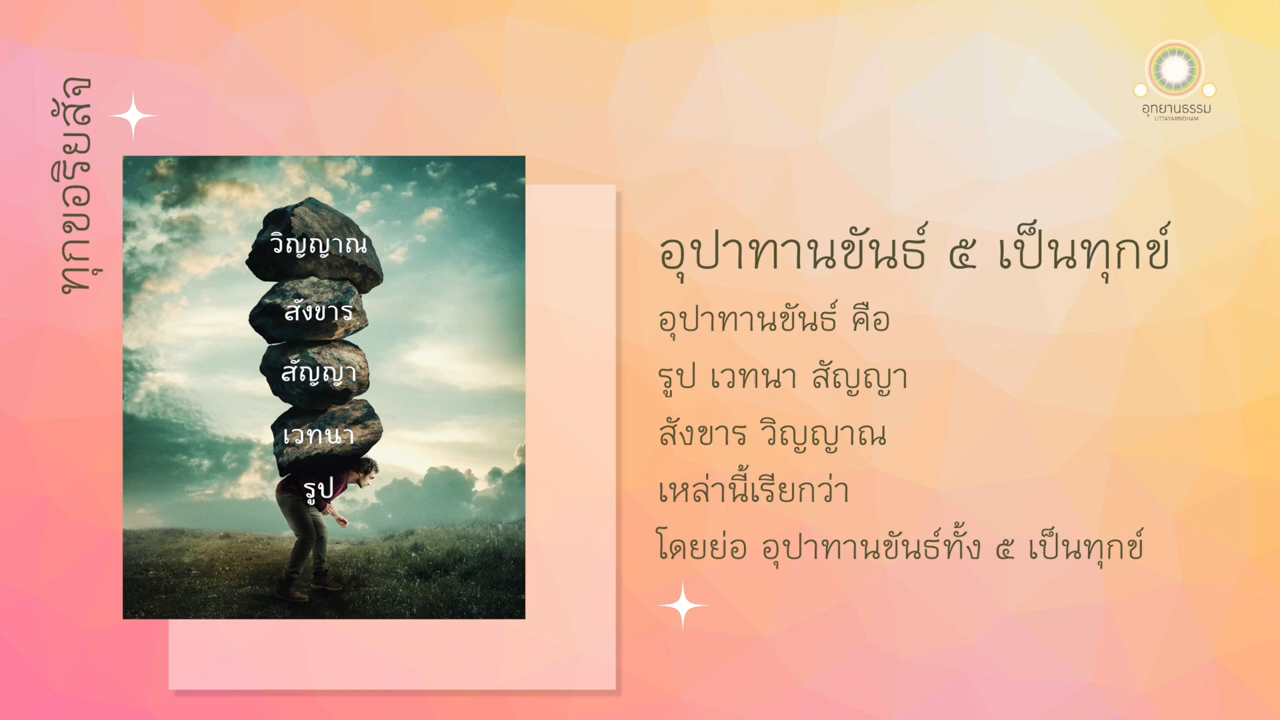 ทุกขอริยสัจ
อุทยานธรรม
UTTAYARNDHAM
วิญญาณ
สังขาร
สัญญา
เวทนา
รูป
อุปาทานขันธ์ ๕ เป็นทุกข์
อุปาทานขันธ์ คือ
รูป เวทนา สัญญา
สังขาร วิญญาณ
เหล่านี้เรียกว่า
โดยย่อ อุปาทานขันธ์ทั้ง ๕ เป็นทุกข์